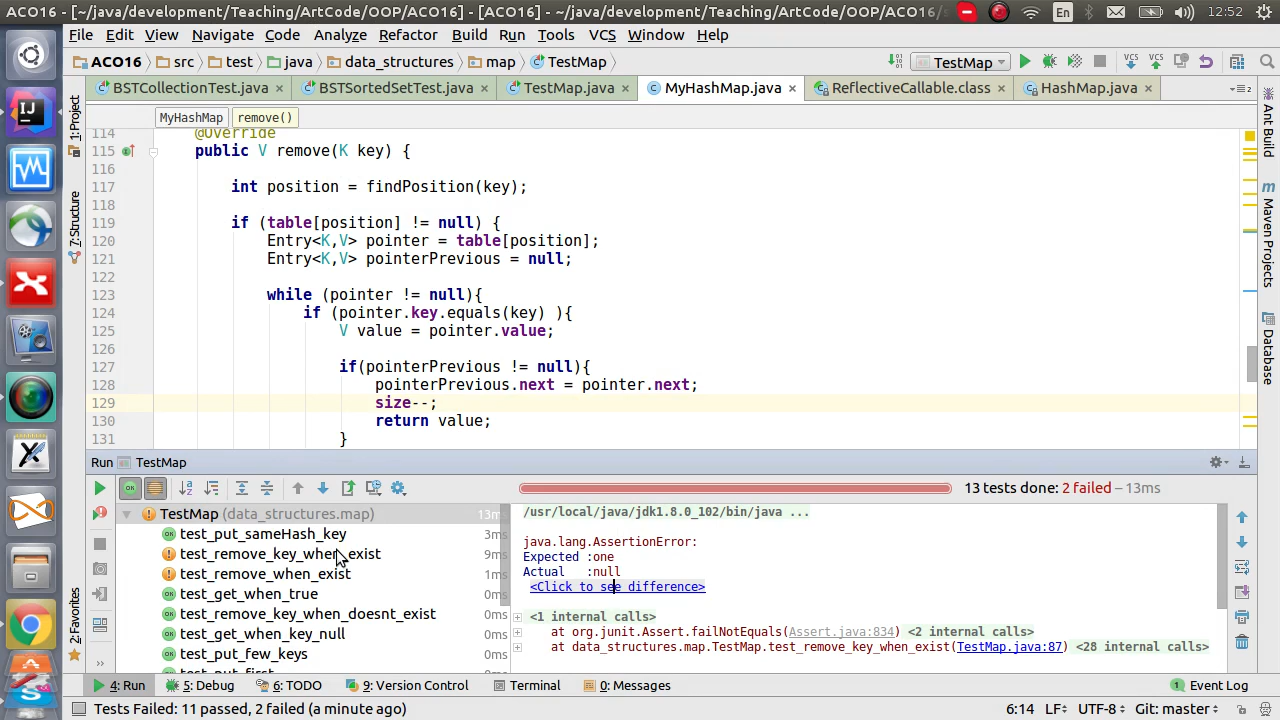 ACO16 - [~/java/development/Teaching/ArtCode/OOP/ACO16] - [ACO16] - ~/java/development/Teaching/ArtCode/OOP/ACO16/s
En 12:52
File Edit View Navigate Code Analyze Refactor Build Run Tools VCS Window Help
ACO16 src test java data_structures map TestMap
TestMap VCS VCS
BSTCollectionTest.java BSTSortedSetTest.java TestMap.java MyHashMap.java ReflectiveCallable.class HashMap.java
MyHashMap remove()
1: Project
7: Structure
2: Favorites
Ant Build
Maven Projects
Database
114 @Override
115 public V remove(K key) {
116
117 int position = findPosition(key);
118
119 if (table[position] != null) {
120 Entry<K,V> pointer = table[position];
121 Entry<K,V> pointerPrevious = null;
122
123 while (pointer != null){
124 if (pointer.key.equals(key) ){
125 V value = pointer.value;
126
127 if(pointerPrevious != null){
128 pointerPrevious.next = pointer.next;
129 size--;
130 return value;
131 }
Run TestMap
13 tests done: 2 failed – 13ms
TestMap (data_structures.map) 13m
test_put_sameHash_key 3ms
test_remove_key_when_exist 9ms
test_remove_when_exist 1ms
test_get_when_true 0ms
test_remove_key_when_doesnt_exist 0ms
test_get_when_key_null 0ms
test_put_few_keys 0ms
test_put_first
/usr/local/java/jdk1.8.0_102/bin/java ...
java.lang.AssertionError:
Expected :one
Actual :null
<Click to see difference>
<1 internal calls>
at org.junit.Assert.failNotEquals(Assert.java:834) <2 internal calls>
at data_structures.map.TestMap.test_remove_key_when_exist(TestMap.java:87) <28 internal calls>
4: Run 5: Debug 6: TODO 9: Version Control Terminal 0: Messages Event Log
Tests Failed: 11 passed, 2 failed (a minute ago) 6:14 LF÷ UTF-8÷ Git: master÷